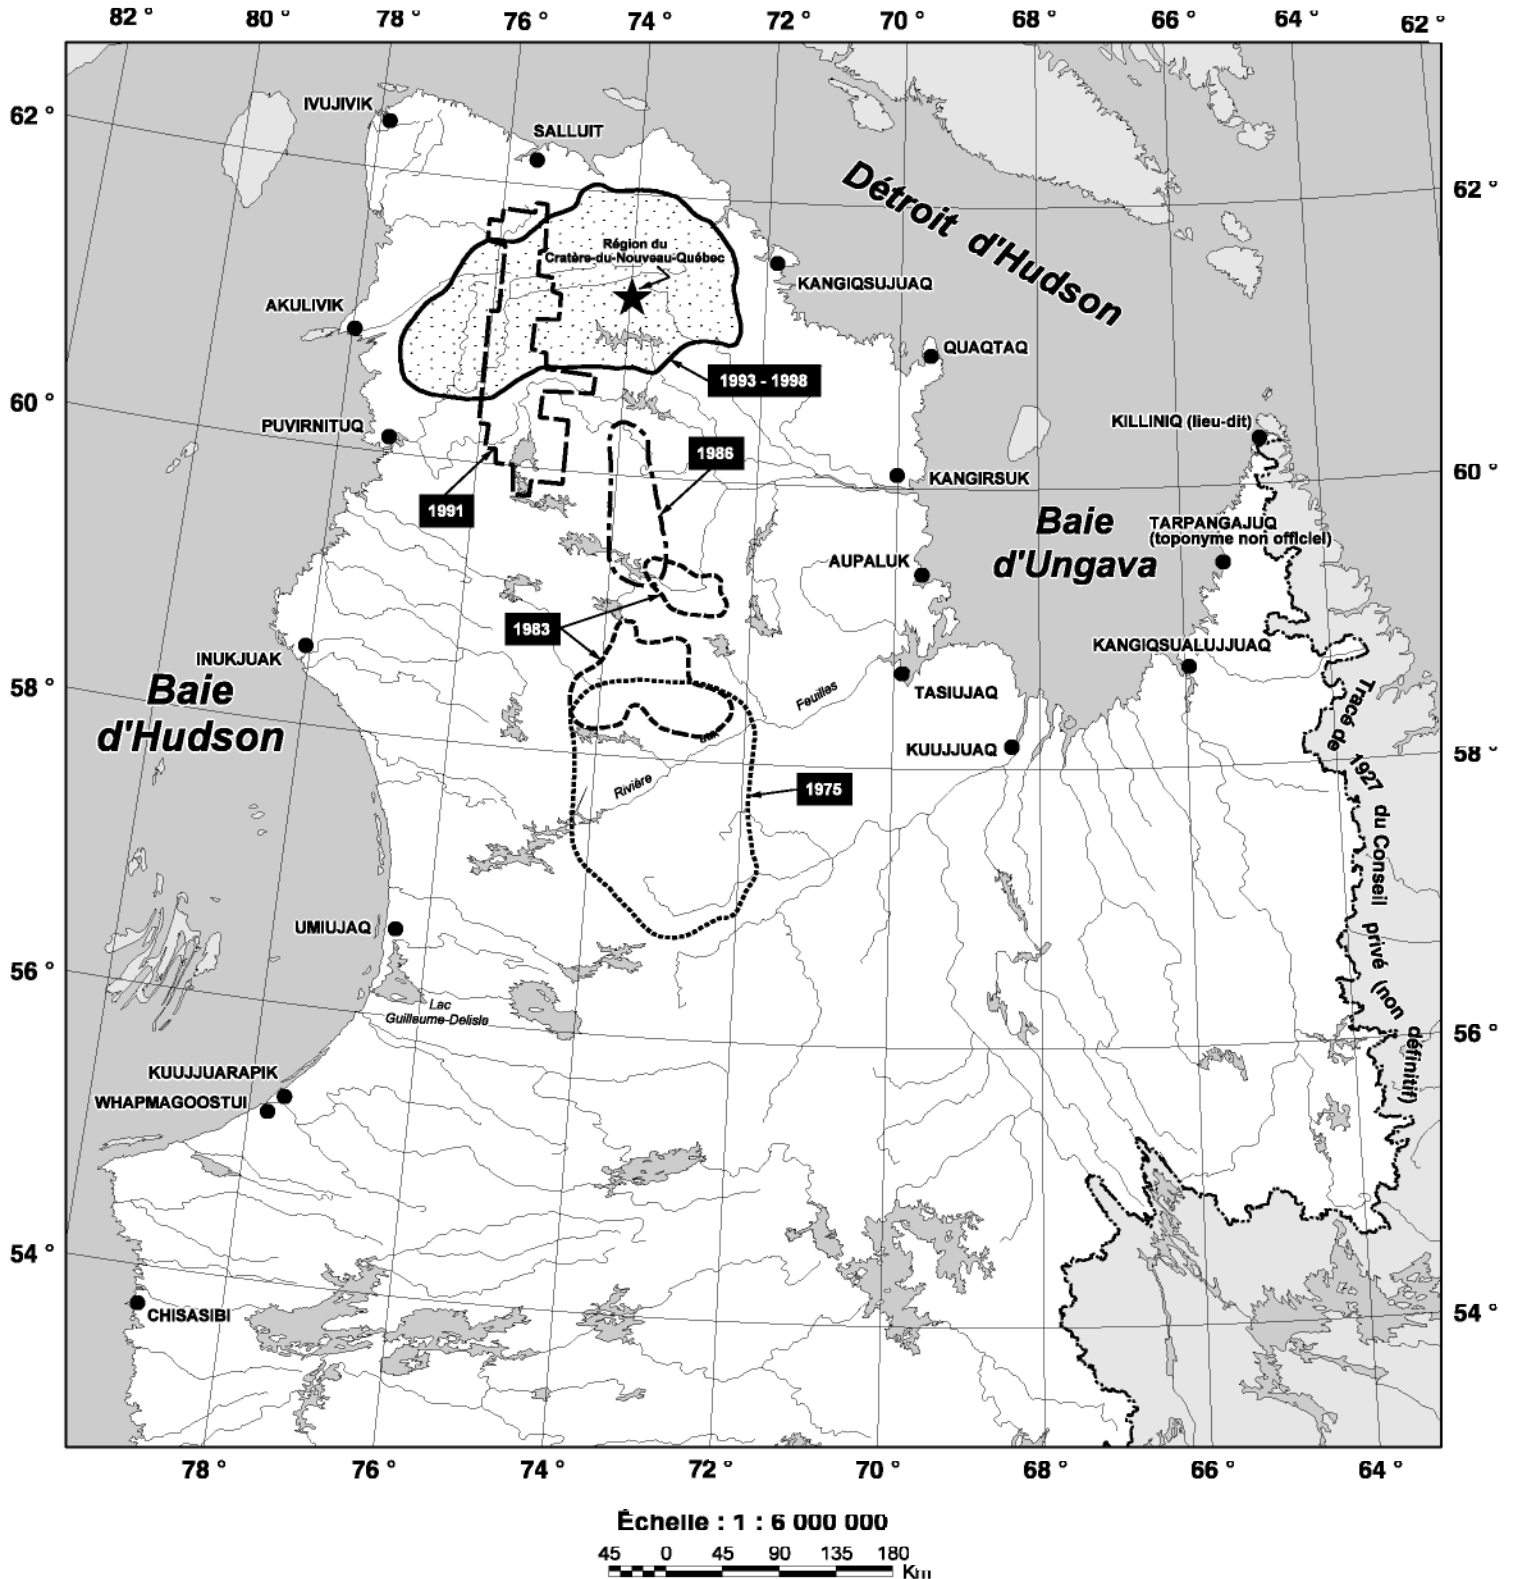 82 ° 80 ° 78 ° 76 ° 74 ° 72 ° 70 ° 68 ° 66 ° 64 ° 62 °
62 °
IVUJIVIK
SALLUIT
62 °
Détroit d'Hudson
Région du
Cratère-du-Nouveau-Québec
KANGIQSUJUAQ
AKULIVIK
QUAQTAQ
1993 - 1998
60 °
PUVIRNITUQ
KILLINIQ (lieu-dit)
1986
60 °
KANGIRSUK
1991
Baie
d'Ungava
TARPANGAJUQ
(toponyme non officiel)
AUPALUK
1983
KANGIQSUALUJJUAQ
INUKJUAK
58 °
Baie
d'Hudson
Feuilles
TASIUJAQ
aux
KUUJJUAQ
58 °
Rivière
1975
Tracé de 1927 du Conseil privé (non définitif)
UMIUJAQ
56 °
Lac
Guillaume-Delisle
56 °
KUUJJUARAPIK
WHAPMAGOOSTUI
54 °
CHISASIBI
54 °
78 ° 76 ° 74 ° 72 ° 70 ° 68 ° 66 ° 64 °
Échelle : 1 : 6 000 000
45 0 45 90 135 180
Km